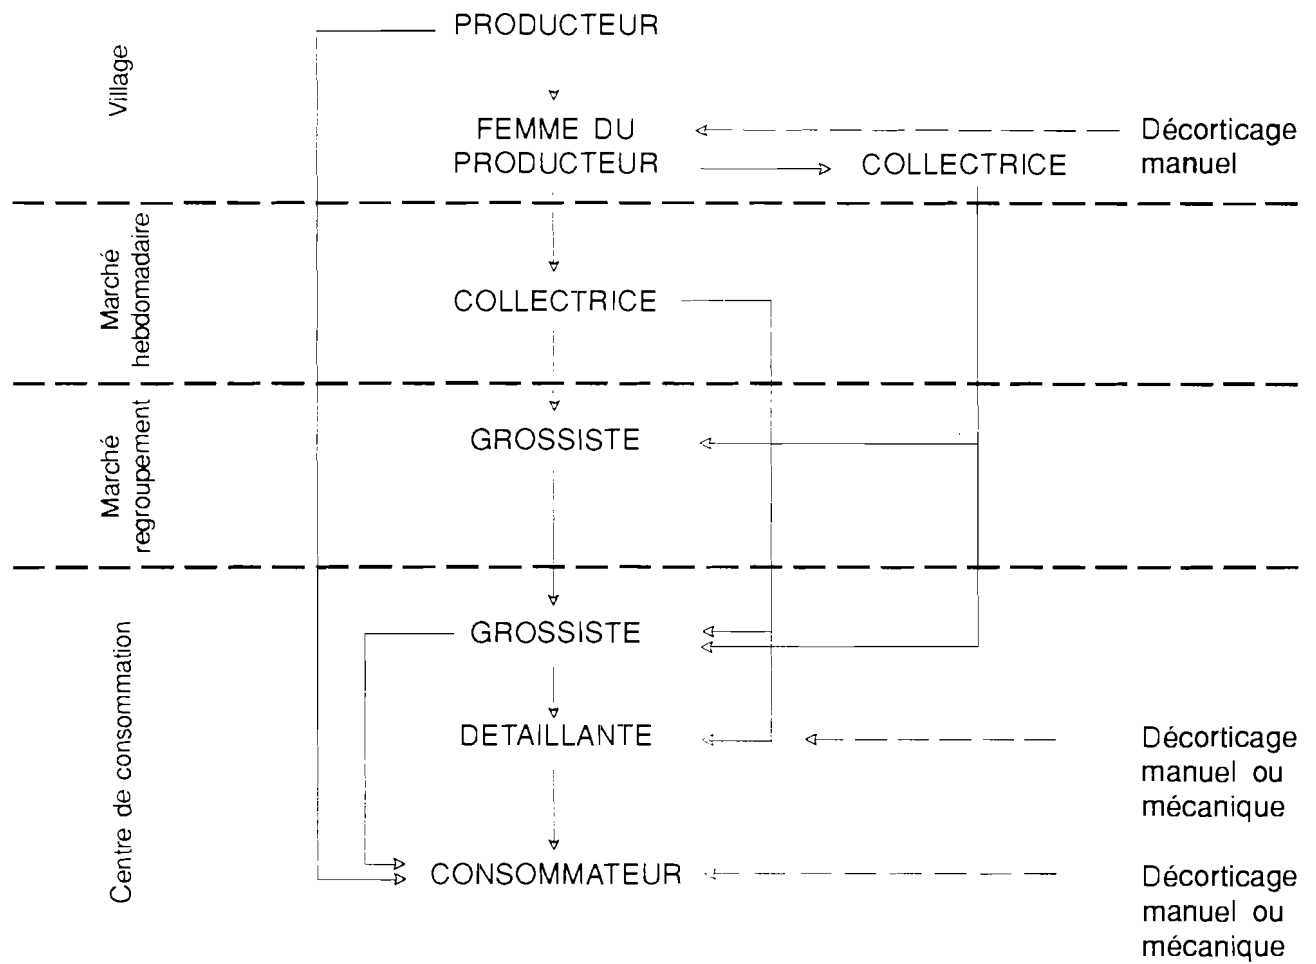 Village
PRODUCTEUR
FEMME DU
PRODUCTEUR
COLLECTRICE
Décorticage
manuel
Marché
hebdomadaire
COLLECTRICE
Marché
regroupement
GROSSISTE
Centre de consommation
GROSSISTE
DETAILLANTE
Décorticage
manuel ou
mécanique
CONSOMMATEUR
Décorticage
manuel ou
mécanique